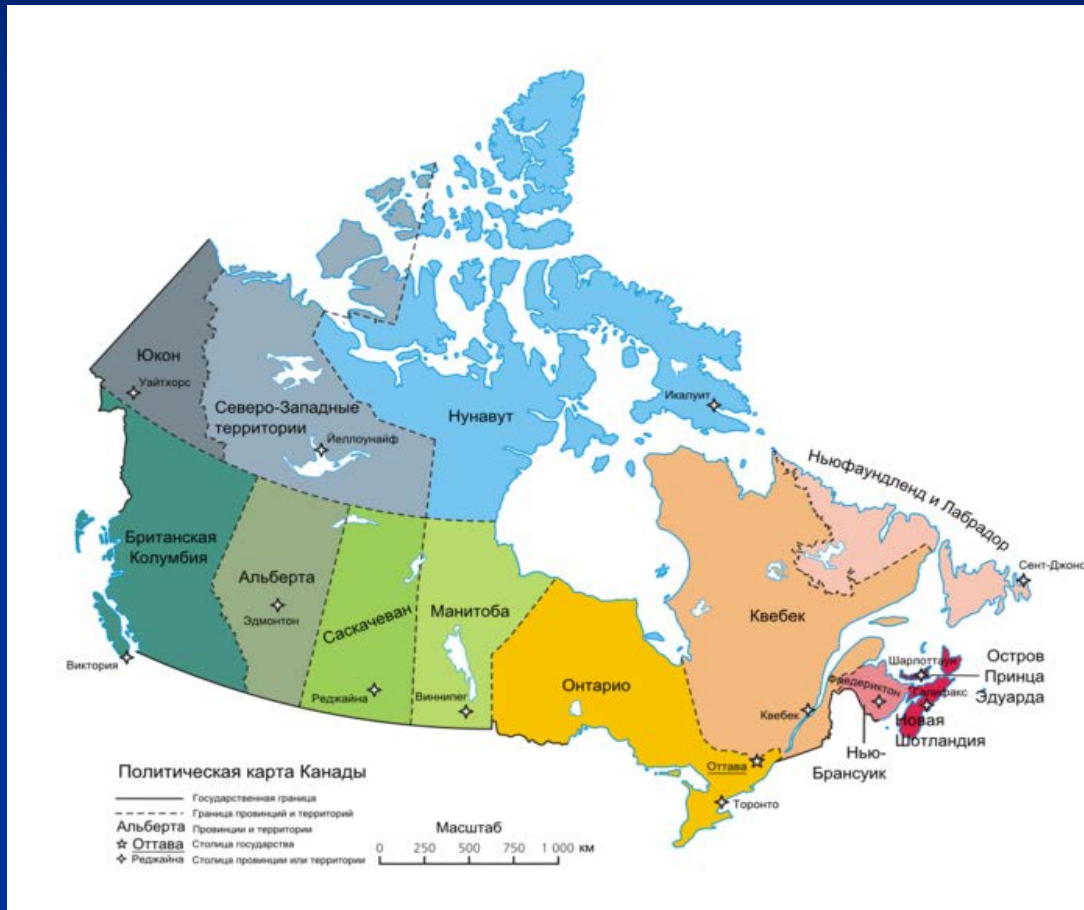 Юкон
Уайтхорс
Северо-Западные
территории
Йеллоунайф
Нунавут
Икалуит
Ньюфаундленд и Лабрадор
Сент-Джонс
Британская
Колумбия
Виктория
Альберта
Эдмонтон
Саскачеван
Реджайна
Манитоба
Виннипег
Онтарио
Оттава
Торонто
Квебек
Квебек
Шарлоттаун
Остров
Принца
Эдуарда
Фредериктон
Галифакс
Новая
Шотландия
Нью-
Брансуик
Политическая карта Канады
Государственная граница
Граница провинций и территорий
Альберта Провинции и территории
Оттава Столица государства
Реджайна Столица провинции или территории
Масштаб
0 250 500 750 1 000 км